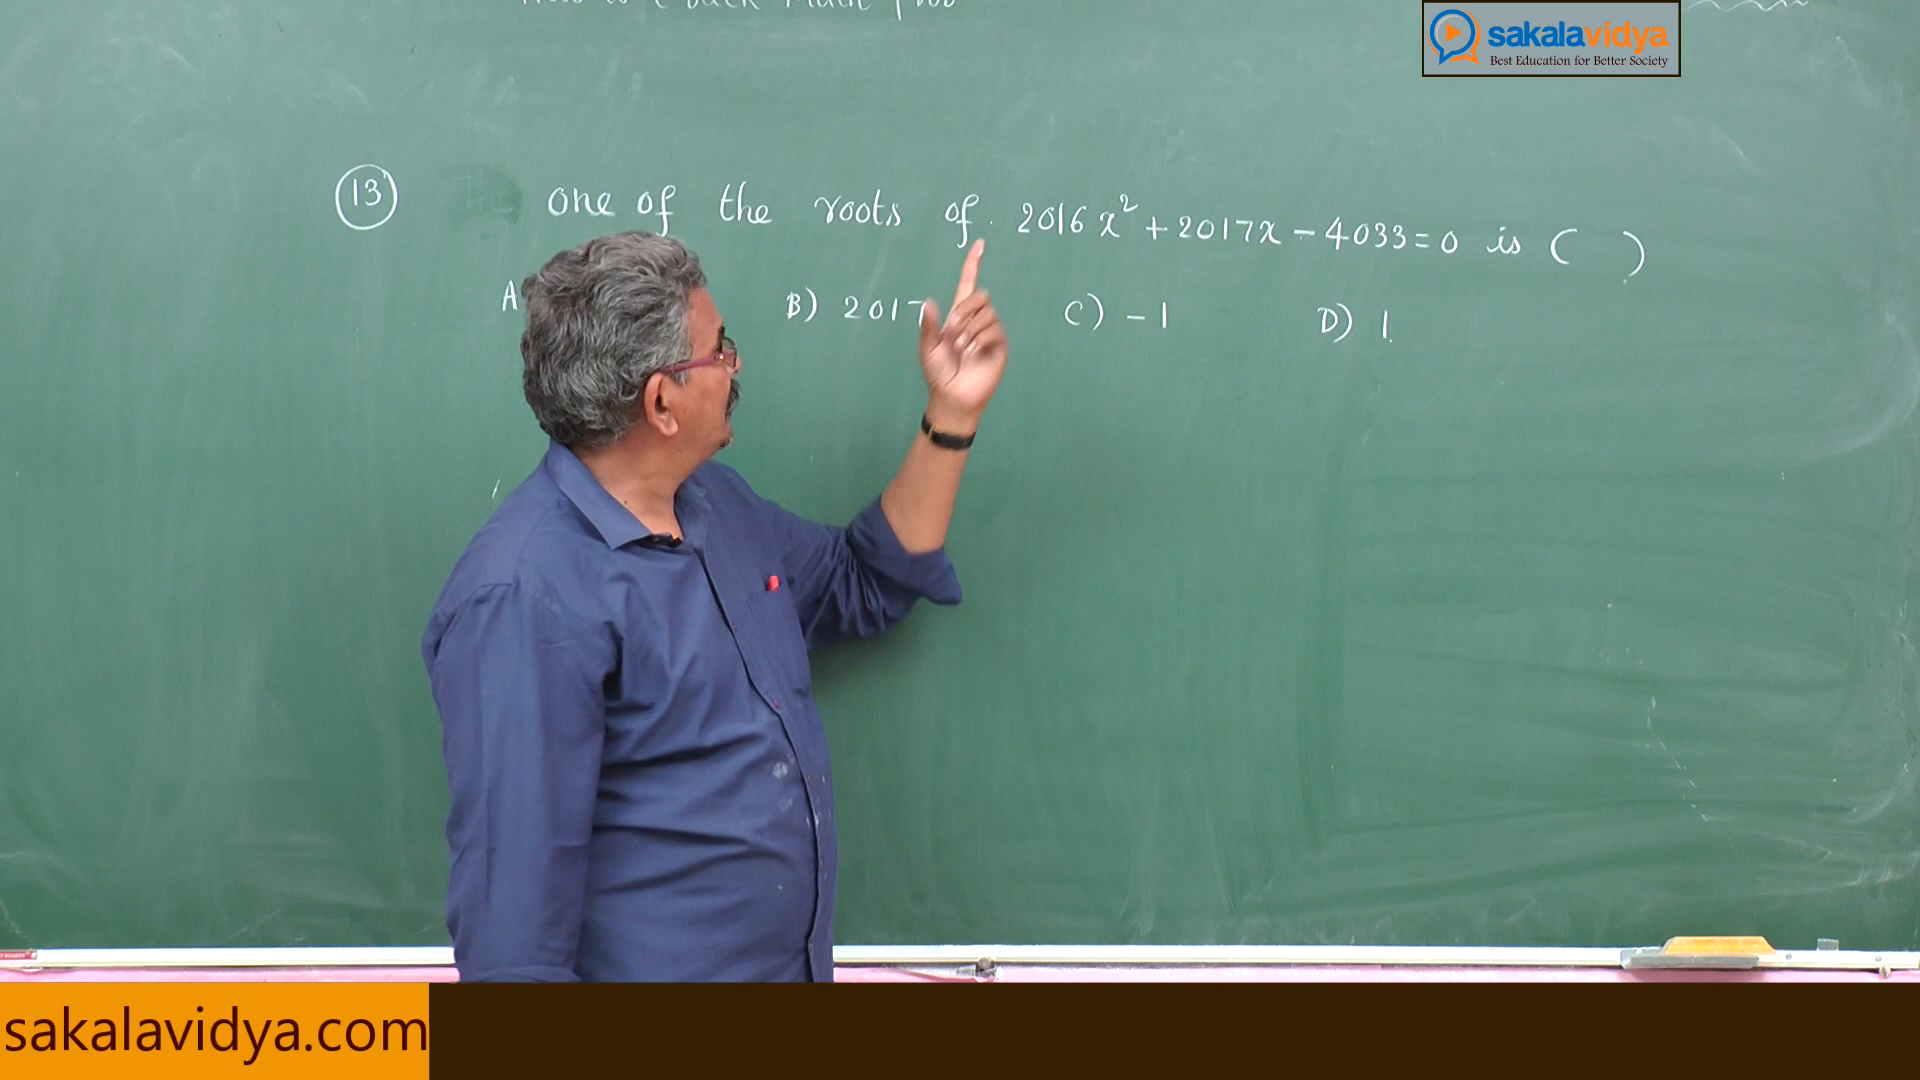 sakalavidya
Best Education for Better Society
13 one of the roots of 2016x² + 2017x - 4033 = 0 is ( )
A B) 2017 C) -1 D) 1
sakalavidya.com